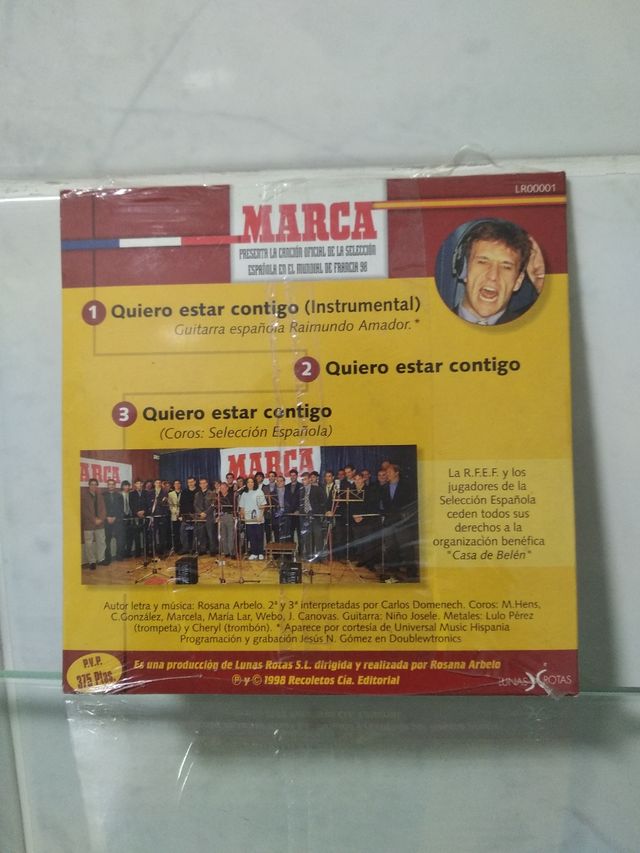 LR00001
MARCA
PRESENTA LA CANCIÓN OFICIAL DE LA SELECCIÓN
ESPAÑOLA EN EL MUNDIAL DE FRANCIA 98
1 Quiero estar contigo (Instrumental)
Guitarra española Raimundo Amador.*
2 Quiero estar contigo
3 Quiero estar contigo
(Coros: Selección Española)
MARCA
MARCA
La R.F.E.F. y los
jugadores de la
Selección Española
ceden todos sus
derechos a la
organización benéfica
"Casa de Belén"
Autor letra y música: Rosana Arbelo. 2ª y 3ª interpretadas por Carlos Domenech. Coros: M.Hens,
C.González, Marcela, María Lar, Webo, J. Canovas. Guitarra: Niño Josele. Metales: Lulo Pérez
(trompeta) y Cheryl (trombón). * Aparece por cortesía de Universal Music Hispania
Programación y grabación Jesús N. Gómez en Doublewtronics
P.V.P.
375 Ptas.
Es una producción de Lunas Rotas S.L. dirigida y realizada por Rosana Arbelo
℗ y © 1998 Recoletos Cía. Editorial
LUNAS ROTAS